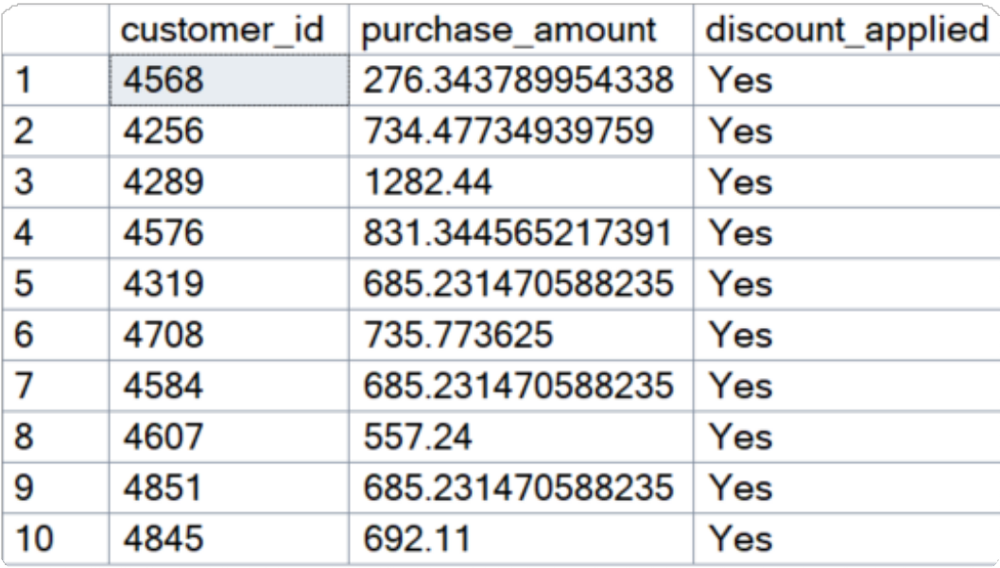 customer_id purchase_amount discount_applied
1 4568 276.343789954338 Yes
2 4256 734.47734939759 Yes
3 4289 1282.44 Yes
4 4576 831.344565217391 Yes
5 4319 685.231470588235 Yes
6 4708 735.773625 Yes
7 4584 685.231470588235 Yes
8 4607 557.24 Yes
9 4851 685.231470588235 Yes
10 4845 692.11 Yes